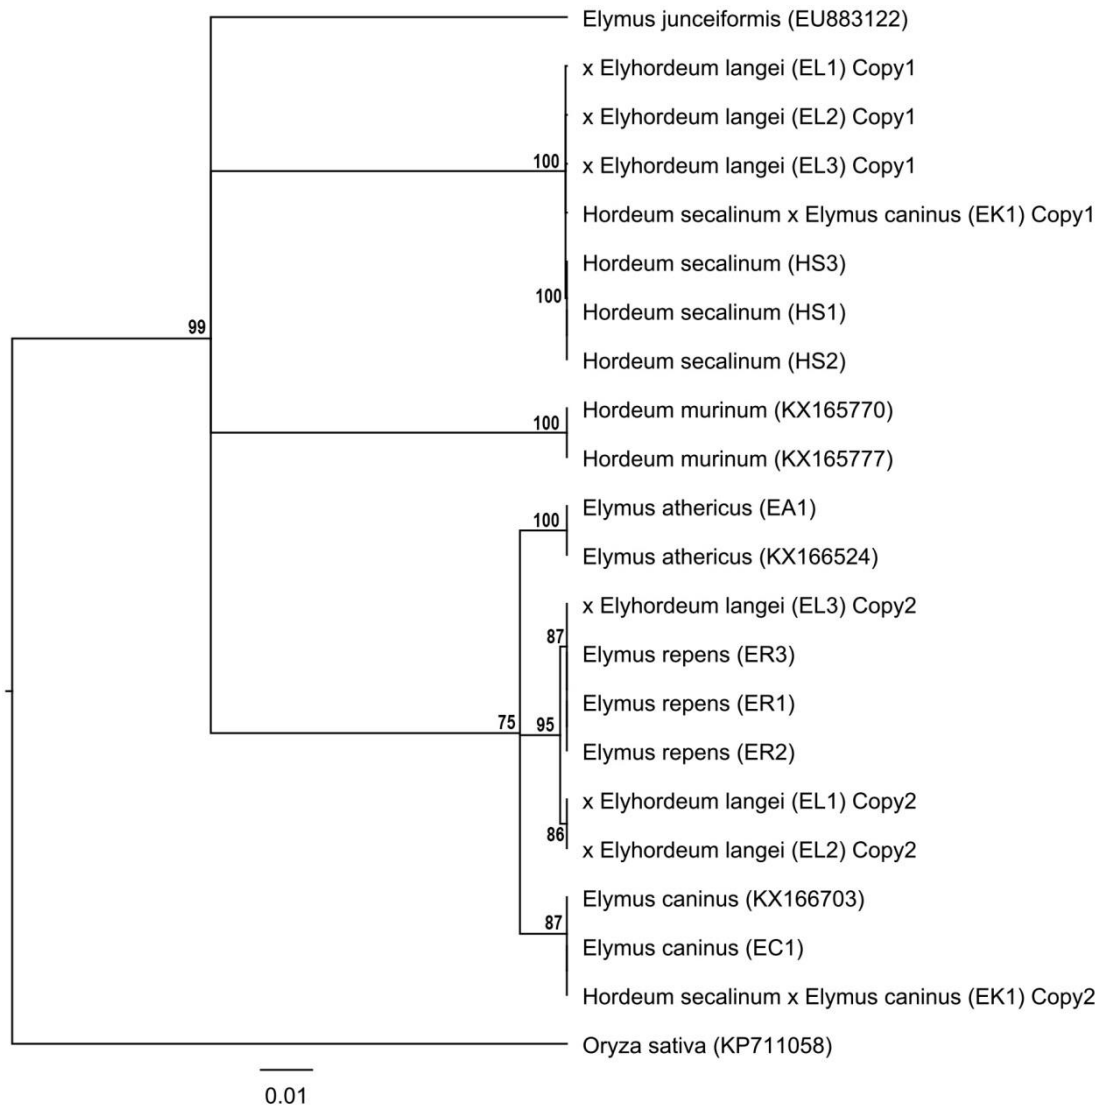 Elymus junceiformis (EU883122)
x Elyhordeum langei (EL1) Copy1
x Elyhordeum langei (EL2) Copy1
100
x Elyhordeum langei (EL3) Copy1
Hordeum secalinum x Elymus caninus (EK1) Copy1
Hordeum secalinum (HS3)
100
Hordeum secalinum (HS1)
99
Hordeum secalinum (HS2)
Hordeum murinum (KX165770)
100
Hordeum murinum (KX165777)
Elymus athericus (EA1)
100
Elymus athericus (KX166524)
x Elyhordeum langei (EL3) Copy2
87
Elymus repens (ER3)
Elymus repens (ER1)
75
95
Elymus repens (ER2)
x Elyhordeum langei (EL1) Copy2
86
x Elyhordeum langei (EL2) Copy2
Elymus caninus (KX166703)
87
Elymus caninus (EC1)
Hordeum secalinum x Elymus caninus (EK1) Copy2
Oryza sativa (KP711058)
0.01